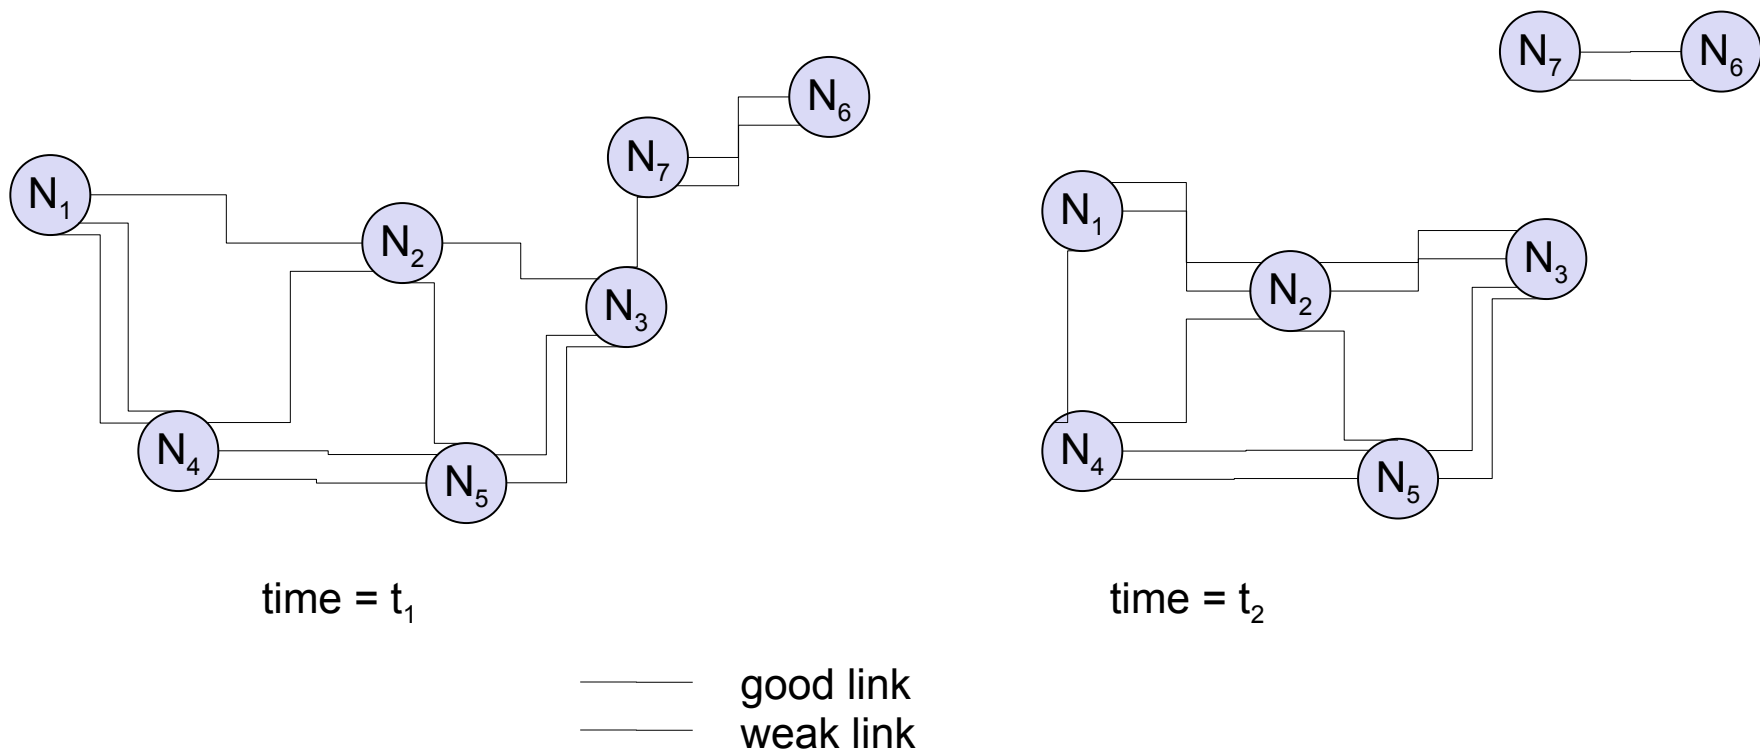 N₇ N₆
N₆
N₇
N₁ N₁
N₂ N₃
N₃ N₂
N₄ N₄
N₅ N₅
time = t₁ time = t₂
good link
weak link